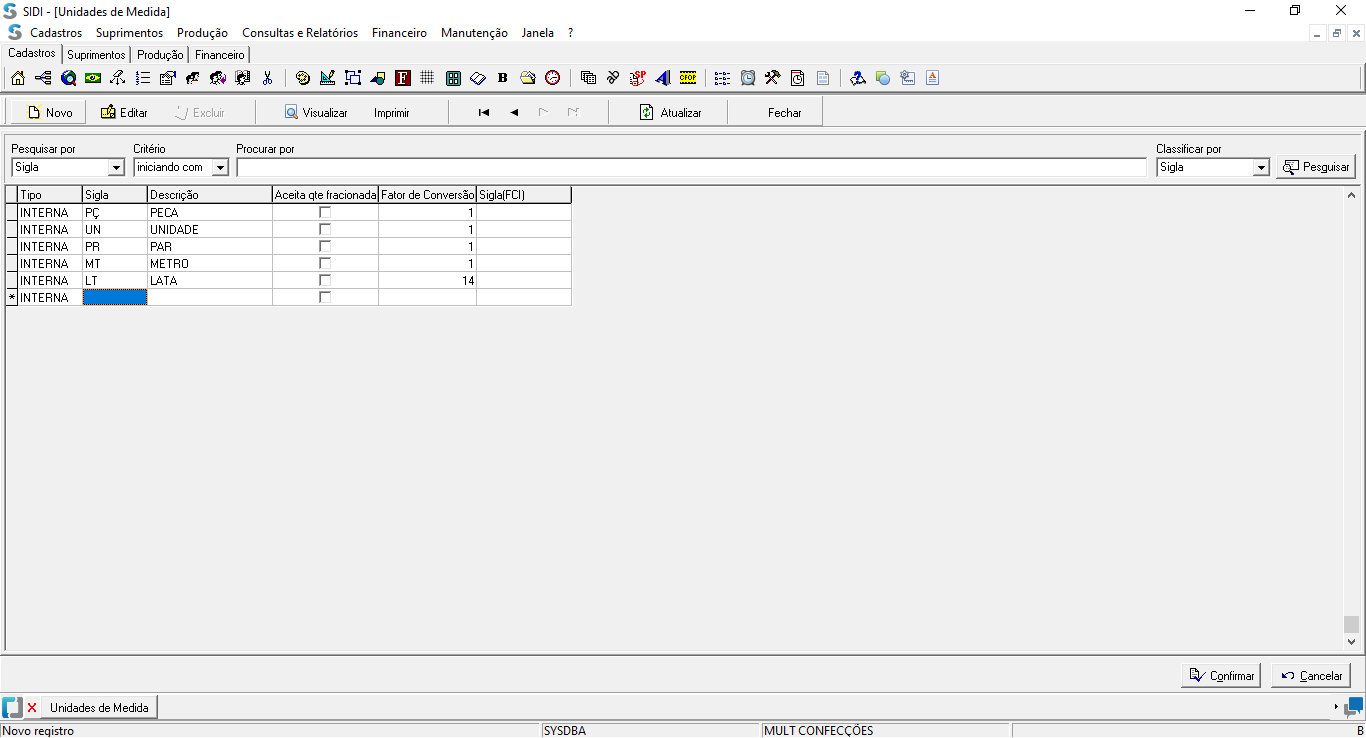 SIDI - [Unidades de Medida]
Cadastros Suprimentos Produção Consultas e Relatórios Financeiro Manutenção Janela ?
Cadastros Suprimentos Produção Financeiro
F B SP CFOP A
Novo Editar Excluir Visualizar Imprimir Atualizar Fechar
Pesquisar por Critério Procurar por Classificar por
Sigla iniciando com Sigla Pesquisar
Tipo Sigla Descrição Aceita qte fracionada Fator de Conversão Sigla(FCI)
INTERNA PÇ PECA 1
INTERNA UN UNIDADE 1
INTERNA PR PAR 1
INTERNA MT METRO 1
INTERNA LT LATA 14
* INTERNA
Confirmar Cancelar
Unidades de Medida
Novo registro SYSDBA MULT CONFECÇÕES B